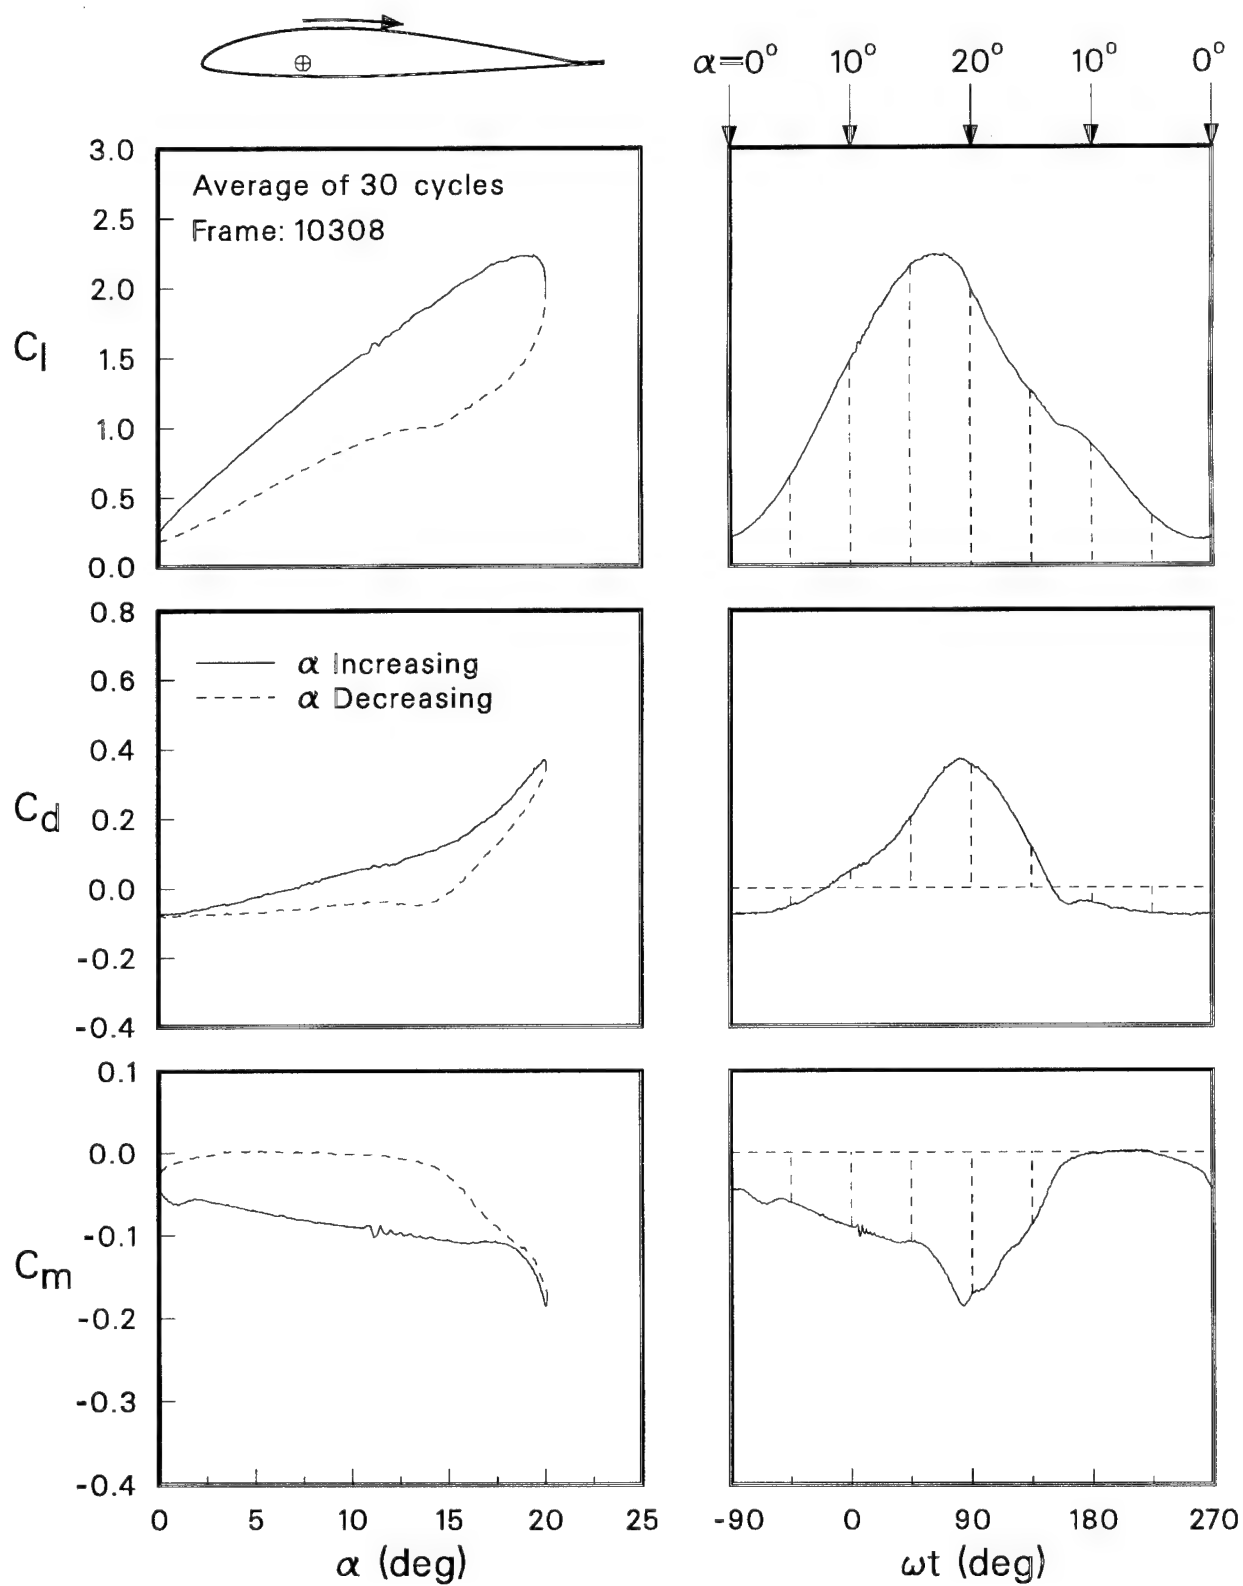 α=0° 10° 20° 10° 0°
3.0
2.5
2.0
1.5
1.0
0.5
0.0
Cl
Average of 30 cycles
Frame: 10308
0.8
0.6
0.4
0.2
0.0
-0.2
-0.4
Cd
α Increasing
α Decreasing
0.1
0.0
-0.1
-0.2
-0.3
-0.4
Cm
0 5 10 15 20 25
α (deg)
-90 0 90 180 270
ωt (deg)